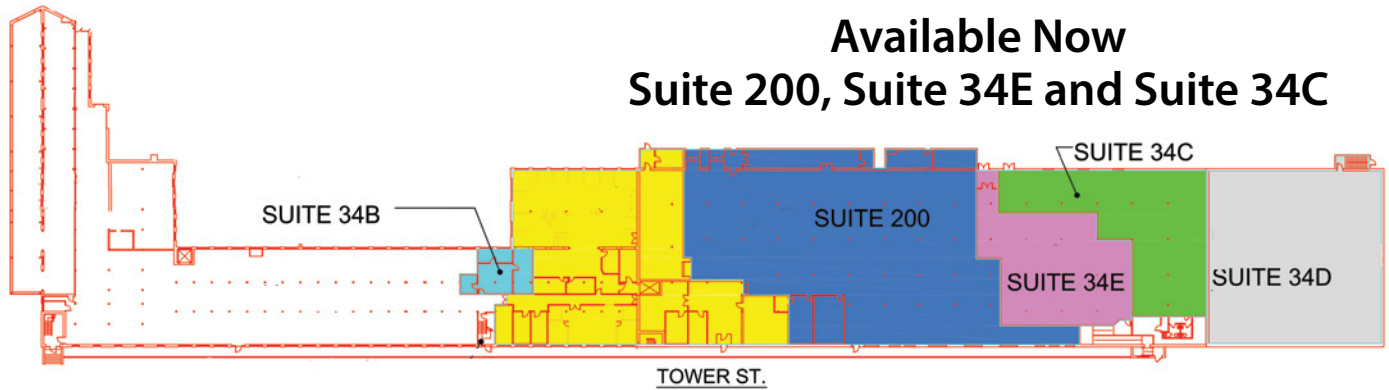 Available Now
Suite 200, Suite 34E and Suite 34C
SUITE 34C
SUITE 34B
SUITE 200
SUITE 34E
SUITE 34D
TOWER ST.